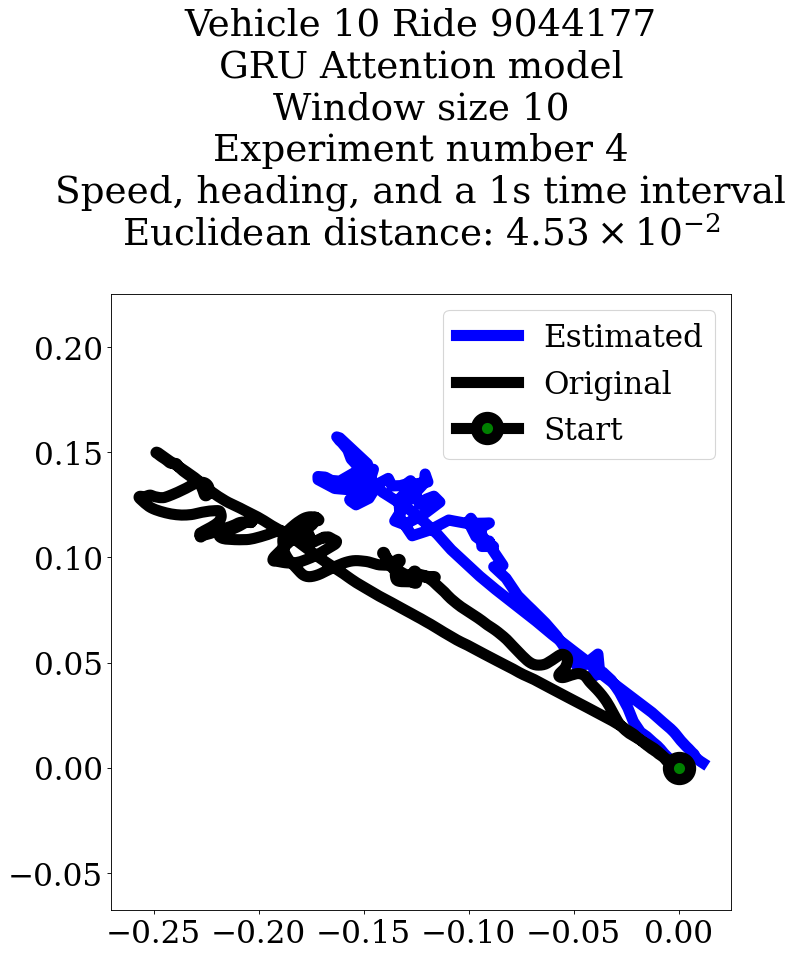 Vehicle 10 Ride 9044177
GRU Attention model
Window size 10
Experiment number 4
Speed, heading, and a 1s time interval
Euclidean distance: 4.53 × 10⁻²
Estimated
Original
Start
0.20
0.15
0.10
0.05
0.00
−0.05
−0.25 −0.20 −0.15 −0.10 −0.05 0.00